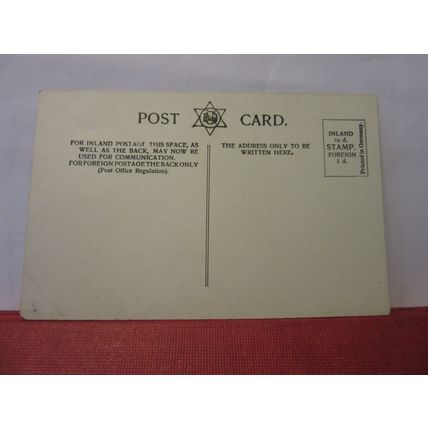 POST CARD.
FOR INLAND POSTAGE THIS SPACE, AS
WELL AS THE BACK, MAY NOW BE
USED FOR COMMUNICATION.
FOR FOREIGN POSTAGE THE BACK ONLY
(Post Office Regulation).
THE ADDRESS ONLY TO BE
WRITTEN HERE.
INLAND
½ d.
STAMP.
FOREIGN
1 d.
Printed in Germany.